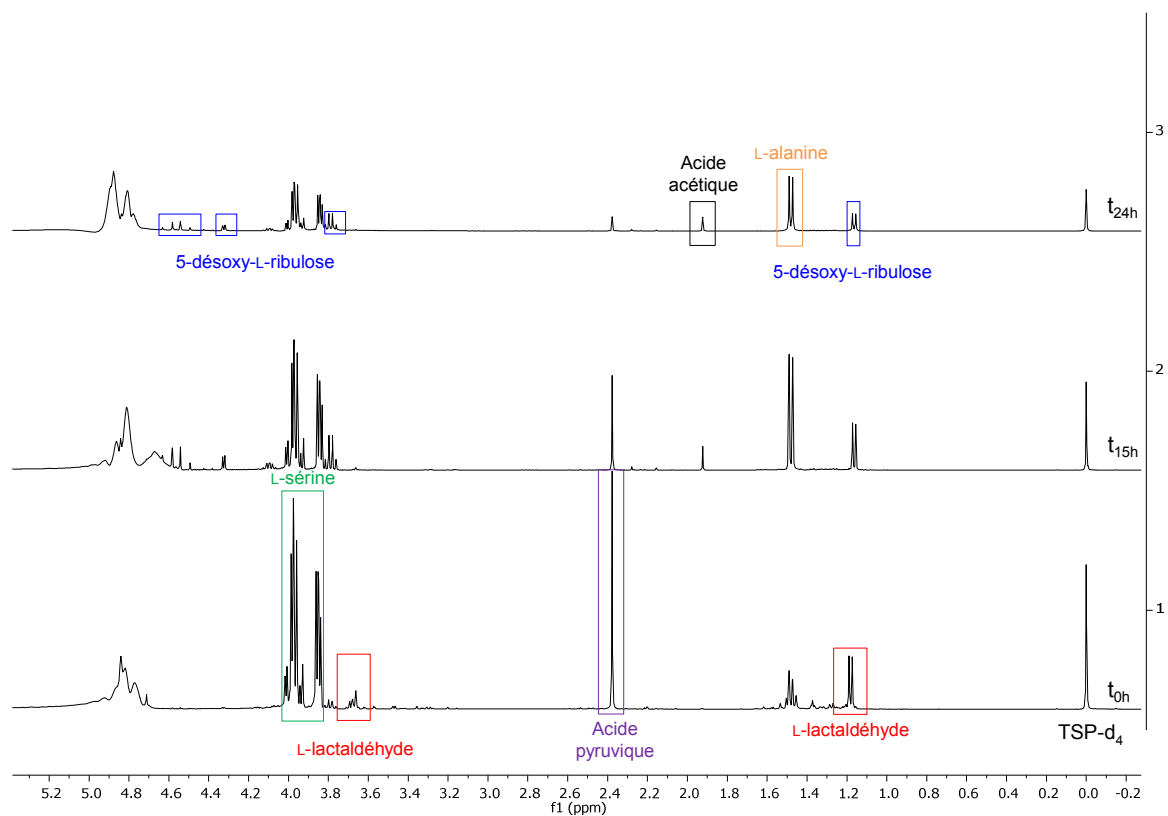 3
Acide
acétique
L-alanine
t24h
5-désoxy-L-ribulose
5-désoxy-L-ribulose
2
t15h
L-sérine
1
t0h
L-lactaldéhyde
Acide
pyruvique
L-lactaldéhyde
TSP-d4
5.2 5.0 4.8 4.6 4.4 4.2 4.0 3.8 3.6 3.4 3.2 3.0 2.8 2.6 2.4 2.2 2.0 1.8 1.6 1.4 1.2 1.0 0.8 0.6 0.4 0.2 0.0 -0.2
f1 (ppm)